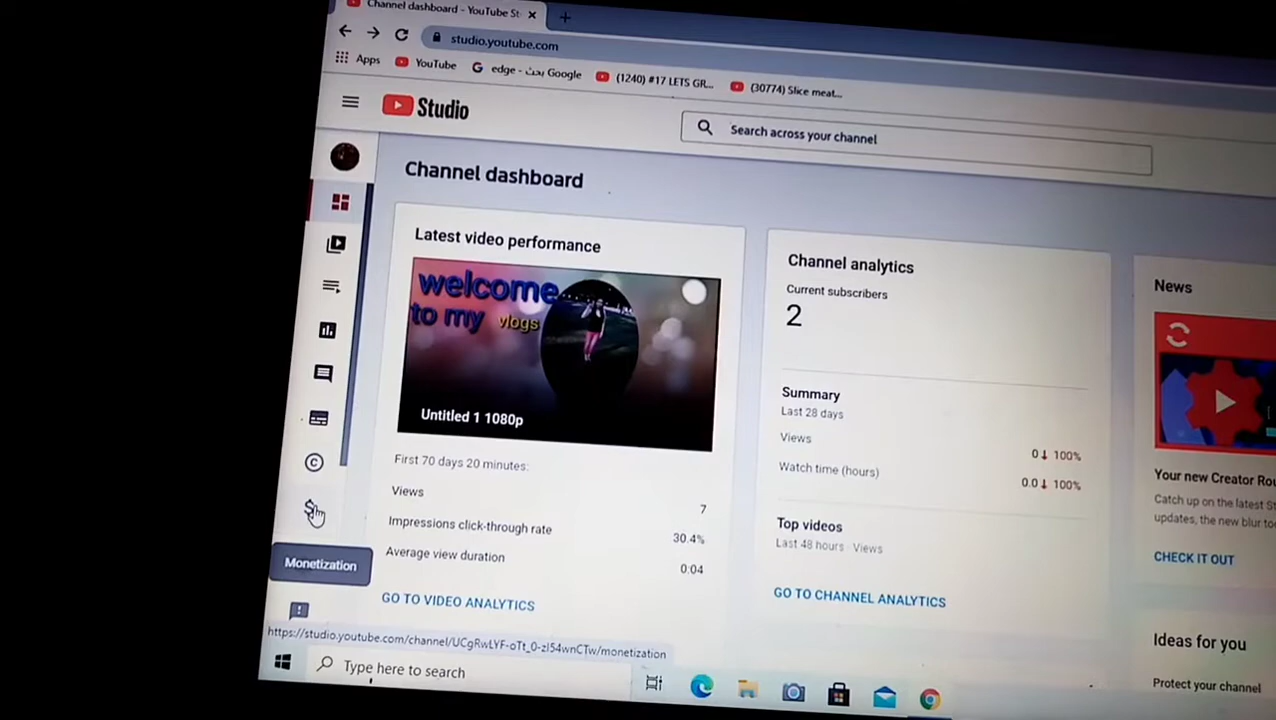 Channel dashboard - YouTube St
studio.youtube.com
Apps
YouTube
edge - بحث Google
(1240) #17 LETS GR...
(30774) Slice meat...
Studio
Search across your channel
Channel dashboard
Latest video performance
welcome
to my vlogs
Untitled 1 1080p
First 70 days 20 minutes:
Views
7
Impressions click-through rate
30.4%
Average view duration
0:04
GO TO VIDEO ANALYTICS
Channel analytics
Current subscribers
2
Summary
Last 28 days
Views
0↓ 100%
Watch time (hours)
0.0↓ 100%
Top videos
Last 48 hours · Views
GO TO CHANNEL ANALYTICS
News
Your new Creator Rou
Catch up on the latest St
updates, the new blur to
CHECK IT OUT
Ideas for you
Protect your channel
Monetization
https://studio.youtube.com/channel/UCgRwLYF-oTt_0-zI54wnCTw/monetization
Type here to search